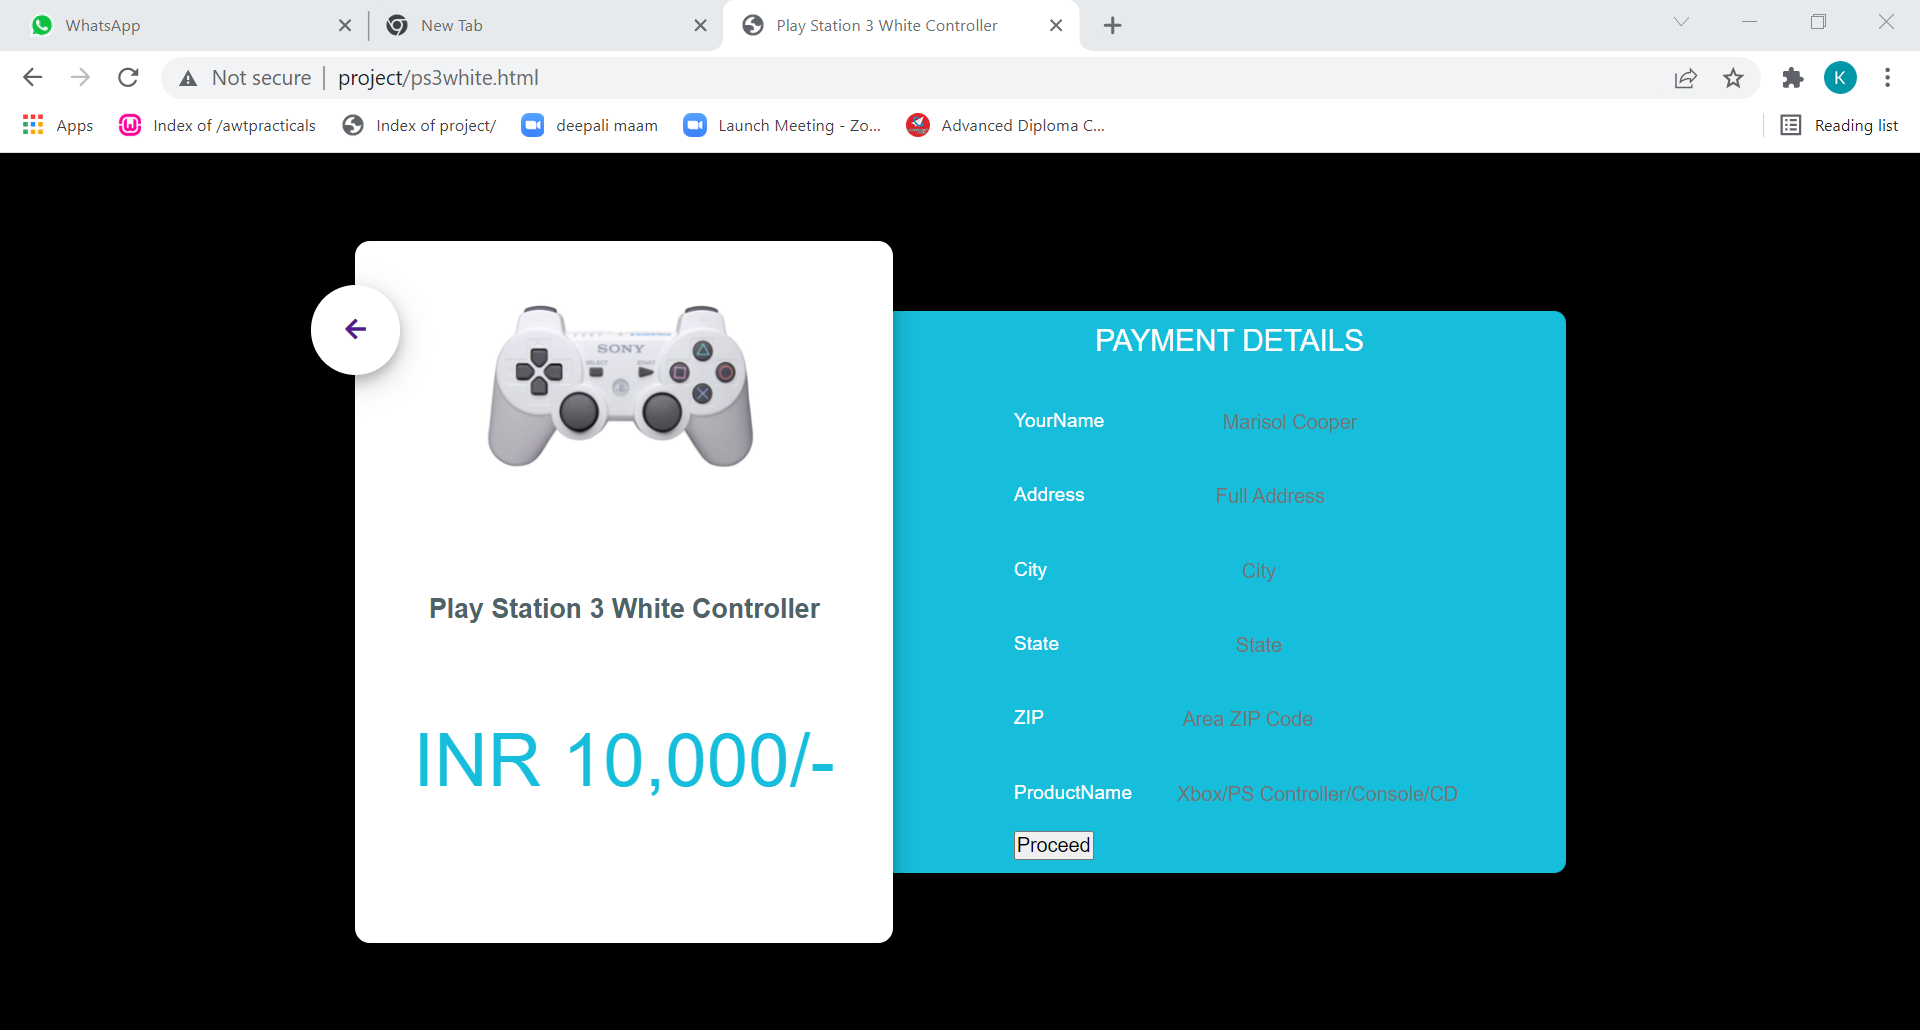 WhatsApp
New Tab
Play Station 3 White Controller
Not secure
project/ps3white.html
K
Apps
Index of /awtpracticals
Index of project/
deepali maam
Launch Meeting - Zo...
Advanced Diploma C...
Reading list
SONY
SELECT
START
Play Station 3 White Controller
INR 10,000/-
PAYMENT DETAILS
YourName Marisol Cooper
Address Full Address
City City
State State
ZIP Area ZIP Code
ProductName Xbox/PS Controller/Console/CD
Proceed